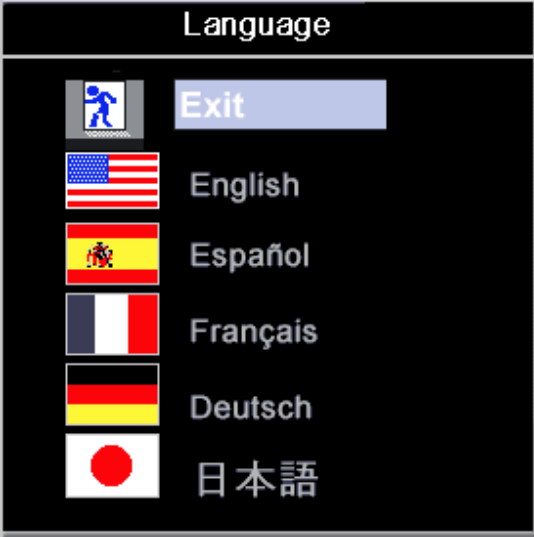 Language
Exit
English
Español
Français
Deutsch
日本語